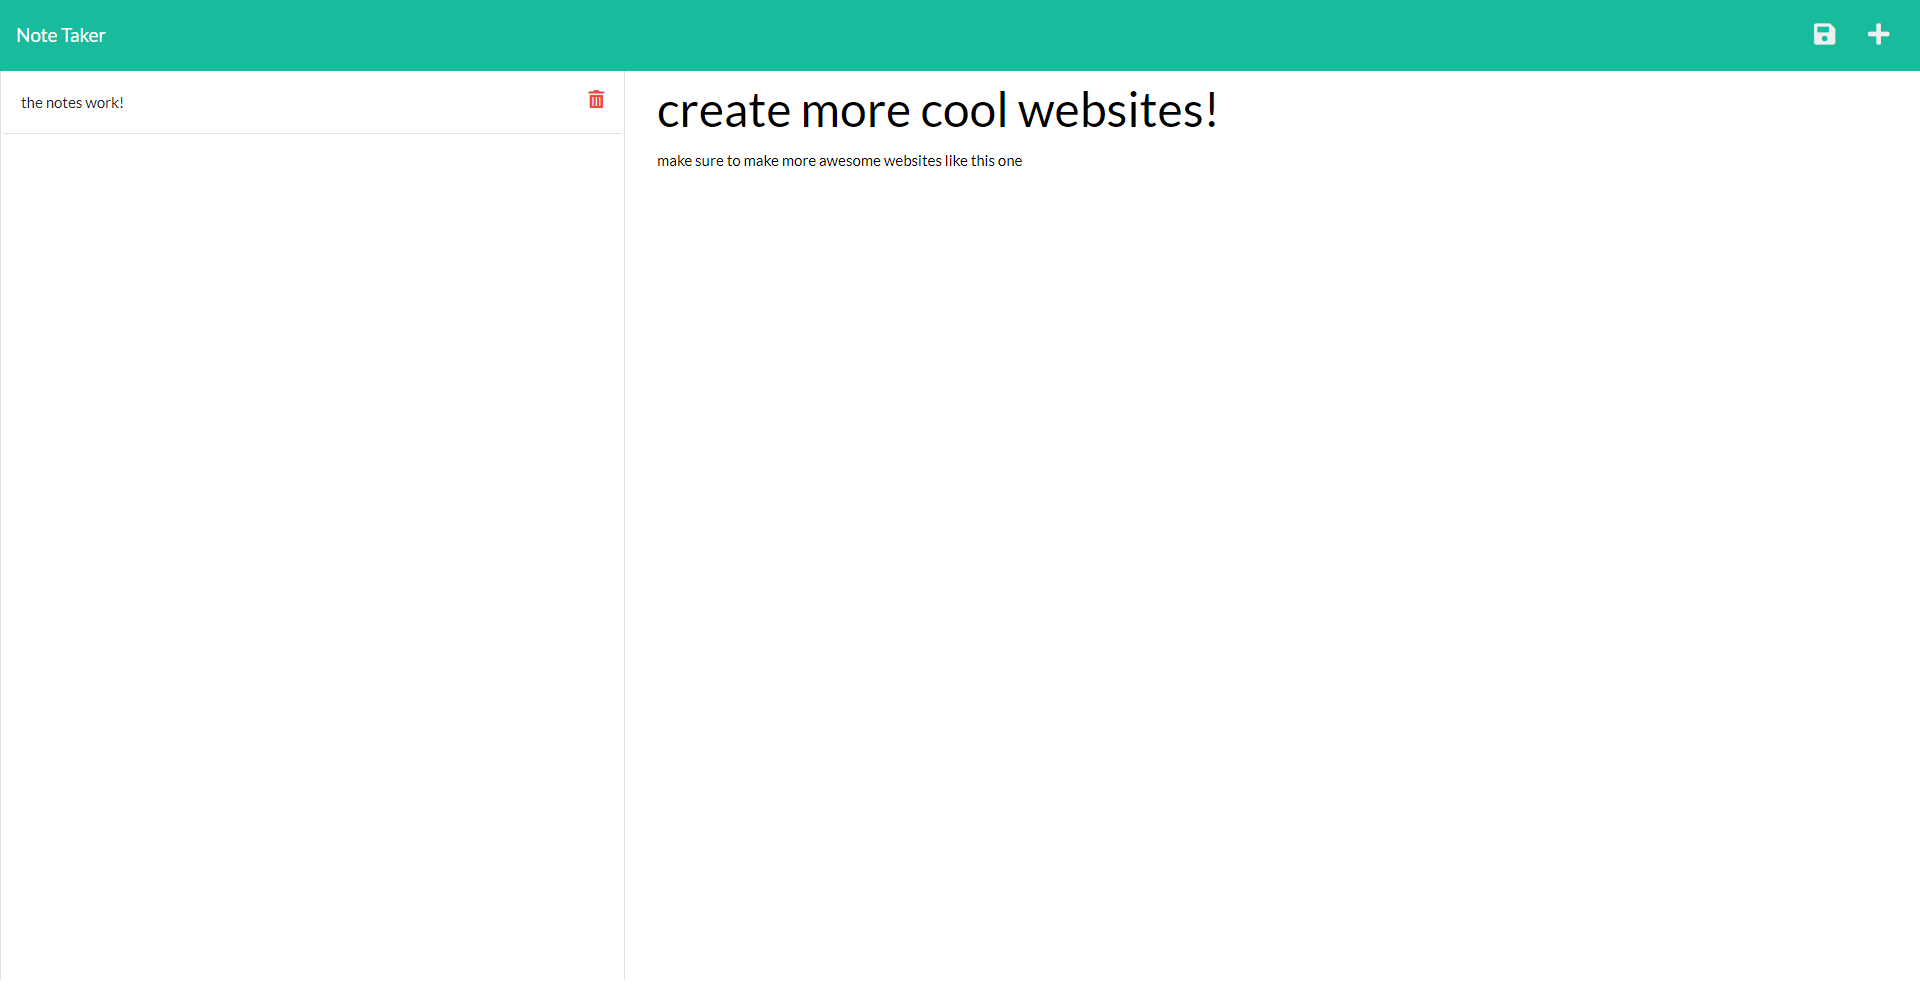 Note Taker
the notes work!
create more cool websites!
make sure to make more awesome websites like this one